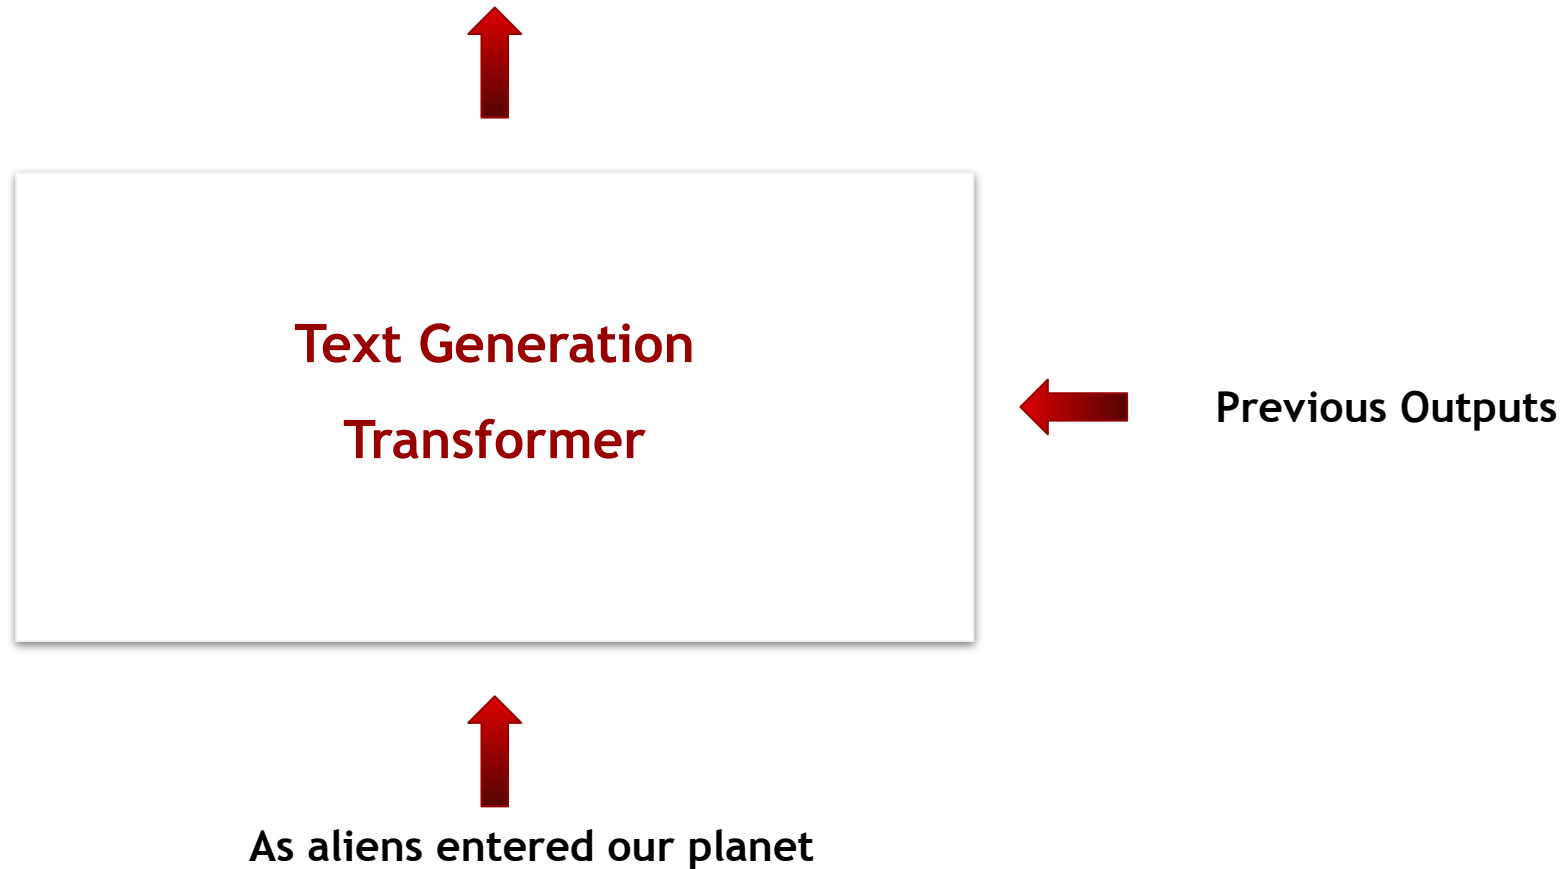 Text Generation
Transformer
Previous Outputs
As aliens entered our planet